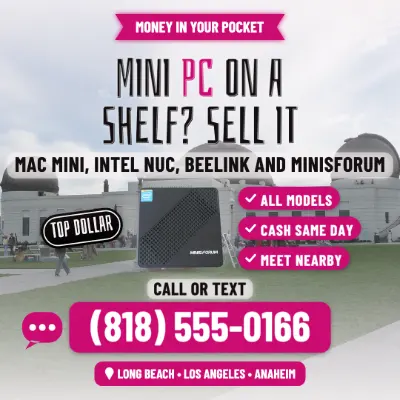 MONEY IN YOUR POCKET
MINI PC ON A
SHELF? SELL IT
MAC MINI, INTEL NUC, BEELINK AND MINISFORUM
ALL MODELS
TOP DOLLAR
CASH SAME DAY
MINISFORUM
MEET NEARBY
CALL OR TEXT
(818) 555-0166
LONG BEACH • LOS ANGELES • ANAHEIM